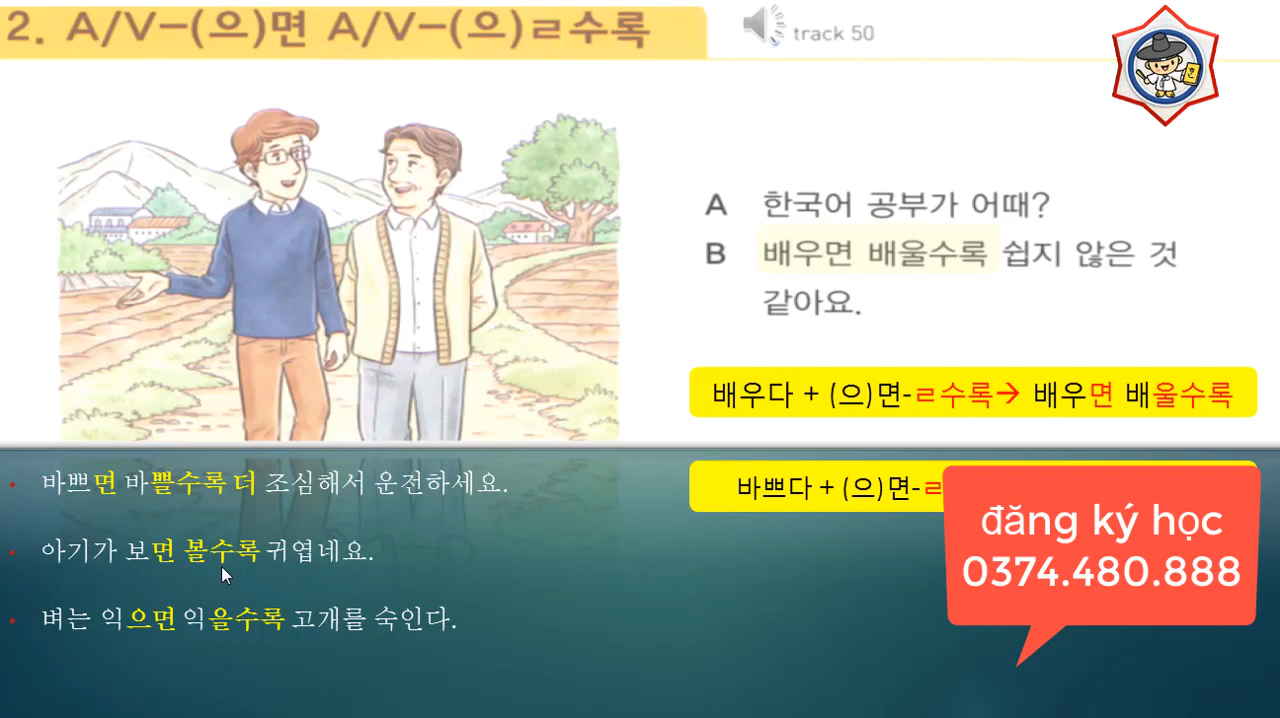 2. A/V-(으)면 A/V-(으)ㄹ수록
track 50
A 한국어 공부가 어때?
B 배우면 배울수록 쉽지 않은 것
같아요.
배우다 + (으)면-ㄹ수록→ 배우면 배울수록
바쁘면 바쁠수록 더 조심해서 운전하세요.
바쁘다 + (으)면-ㄹ
아기가 보면 볼수록 귀엽네요.
벼는 익으면 익을수록 고개를 숙인다.
đăng ký học
0374.480.888